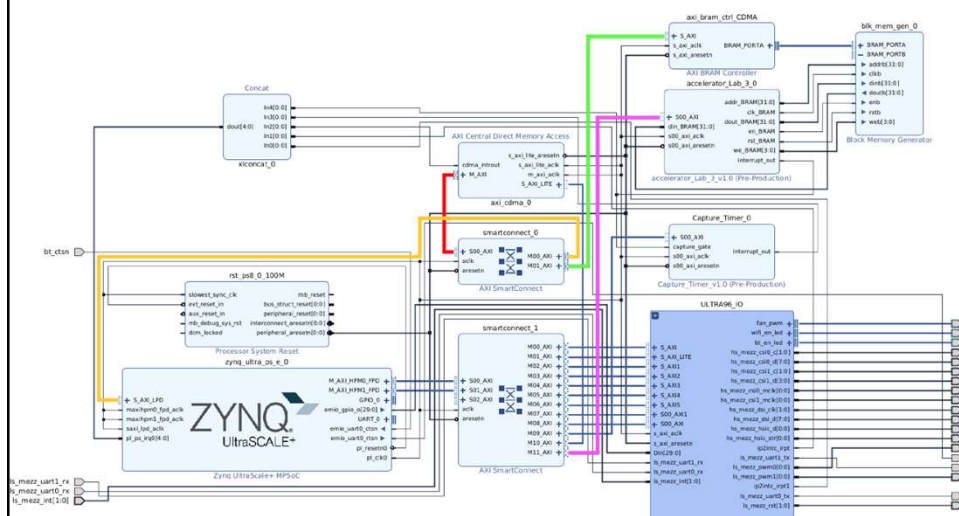 axi_bram_ctrl_CDMA
S_AXI
s_axi_aclk
s_axi_aresetn
BRAM_PORTA
AXI BRAM Controller
blk_mem_gen_0
BRAM_PORTA
BRAM_PORTB
addrb[31:0]
clkb
dinb[31:0]
doutb[31:0]
enb
rstb
web[3:0]
Block Memory Generator
accelerator_Lab_3_0
S00_AXI
din_BRAM[31:0]
s00_axi_aclk
s00_axi_aresetn
addr_BRAM[31:0]
clk_BRAM
dout_BRAM[31:0]
en_BRAM
rst_BRAM
we_BRAM[3:0]
interrupt_out
accelerator_Lab_3_v1.0 (Pre-Production)
Concat
dout[4:0]
In4[0:0]
In3[0:0]
In2[0:0]
In1[0:0]
In0[0:0]
xlconcat_0
AXI Central Direct Memory Access
cdma_introut
M_AXI
s_axi_lite_aresetn
s_axi_lite_aclk
m_axi_aclk
S_AXI_LITE
axi_cdma_0
Capture_Timer_0
S00_AXI
capture_gate
s00_axi_aclk
s00_axi_aresetn
interrupt_out
Capture_Timer_v1.0 (Pre-Production)
smartconnect_0
S00_AXI
aclk
aresetn
M00_AXI
M01_AXI
AXI SmartConnect
bt_ctsn
rst_ps8_0_100M
slowest_sync_clk
ext_reset_in
aux_reset_in
mb_debug_sys_rst
dcm_locked
mb_reset
bus_struct_reset[0:0]
peripheral_reset[0:0]
interconnect_aresetn[0:0]
peripheral_aresetn[0:0]
Processor System Reset
zynq_ultra_ps_e_0
S_AXI_LPD
maxihpm0_fpd_aclk
maxihpm1_fpd_aclk
saxi_lpd_aclk
pl_ps_irq0[4:0]
ZYNQ
UltraSCALE+
M_AXI_HPM0_FPD
M_AXI_HPM1_FPD
GPIO_0
emio_gpio_o[29:0]
UART_0
emio_uart0_ctsn
emio_uart0_rtsn
pl_resetn0
pl_clk0
Zynq UltraScale+ MPSoC
smartconnect_1
S00_AXI
S01_AXI
S02_AXI
aclk
aresetn
M00_AXI
M01_AXI
M02_AXI
M03_AXI
M04_AXI
M05_AXI
M06_AXI
M07_AXI
M08_AXI
M09_AXI
M10_AXI
M11_AXI
AXI SmartConnect
ULTRA96_IO
S_AXI
S_AXI_LITE
S_AXI1
S_AXI2
S_AXI3
S_AXI4
S_AXI5
S00_AXI1
S00_AXI
s_axi_aclk
s_axi_aresetn
Din[29:0]
ls_mezz_uart1_rx
ls_mezz_uart0_rx
ls_mezz_int[1:0]
fan_pwm
wifi_en_led
bt_en_led
hs_mezz_csi0_c[1:0]
hs_mezz_csi0_d[7:0]
hs_mezz_csi1_c[1:0]
hs_mezz_csi1_d[3:0]
hs_mezz_csi0_mclk[0:0]
hs_mezz_csi1_mclk[0:0]
hs_mezz_dsi_clk[1:0]
hs_mezz_dsi_d[7:0]
hs_mezz_hsic_d[0:0]
hs_mezz_hsic_str[0:0]
ip2intc_irpt
ls_mezz_uart1_tx
ls_mezz_pwm0[0:0]
ls_mezz_pwm1[0:0]
ip2intc_irpt1
ls_mezz_uart0_tx
ls_mezz_rst[1:0]
ls_mezz_uart1_rx
ls_mezz_uart0_rx
ls_mezz_int[1:0]